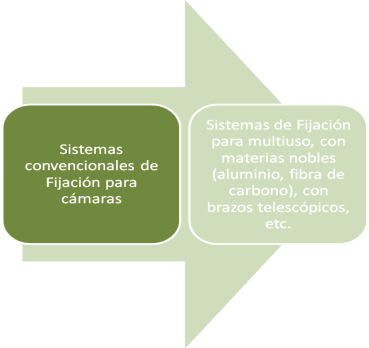 Sistemas
convencionales de
Fijación para
cámaras
Sistemas de Fijación
para multiuso, con
materias nobles
(aluminio, fibra de
carbono), con
brazos telescópicos,
etc.